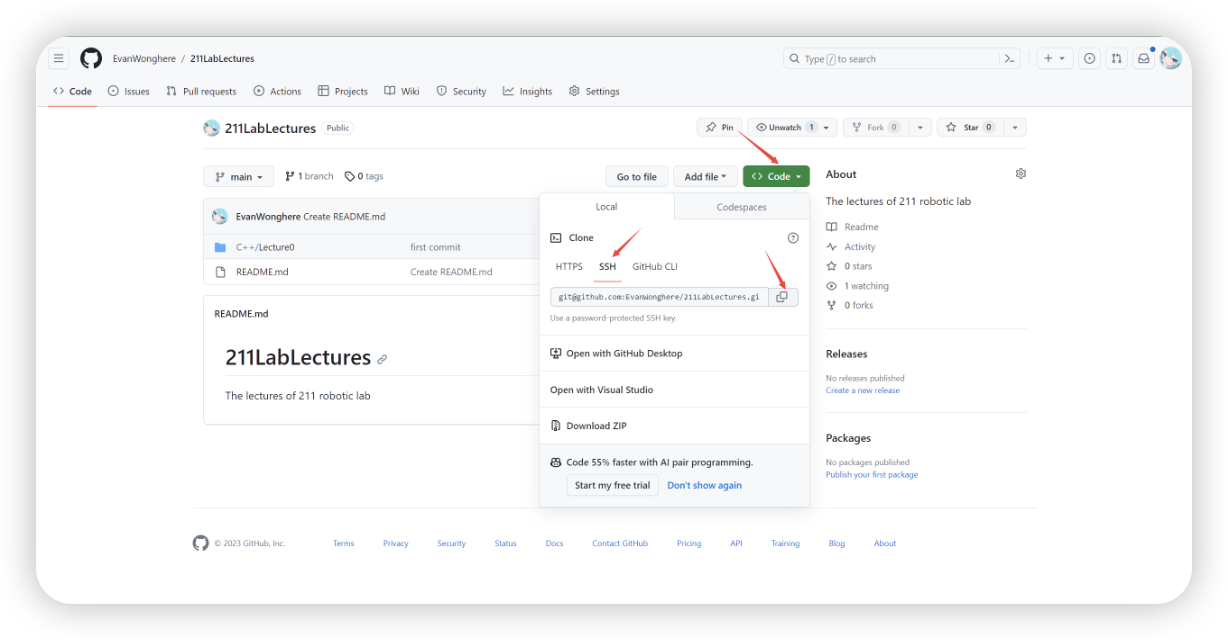 EvanWonghere / 211LabLectures
Type / to search
Code Issues Pull requests Actions Projects Wiki Security Insights Settings
211LabLectures Public
Pin Unwatch 1 Fork 0 Star 0
main 1 branch 0 tags Go to file Add file Code
EvanWonghere Create README.md
C++/Lecture0 first commit
README.md Create README.md
README.md
211LabLectures
The lectures of 211 robotic lab
Local Codespaces
Clone
HTTPS SSH GitHub CLI
git@github.com:EvanWonghere/211LabLectures.gi
Use a password-protected SSH key.
Open with GitHub Desktop
Open with Visual Studio
Download ZIP
Code 55% faster with AI pair programming.
Start my free trial Don't show again
About
The lectures of 211 robotic lab
Readme
Activity
0 stars
1 watching
0 forks
Releases
No releases published
Create a new release
Packages
No packages published
Publish your first package
© 2023 GitHub, Inc. Terms Privacy Security Status Docs Contact GitHub Pricing API Training Blog About